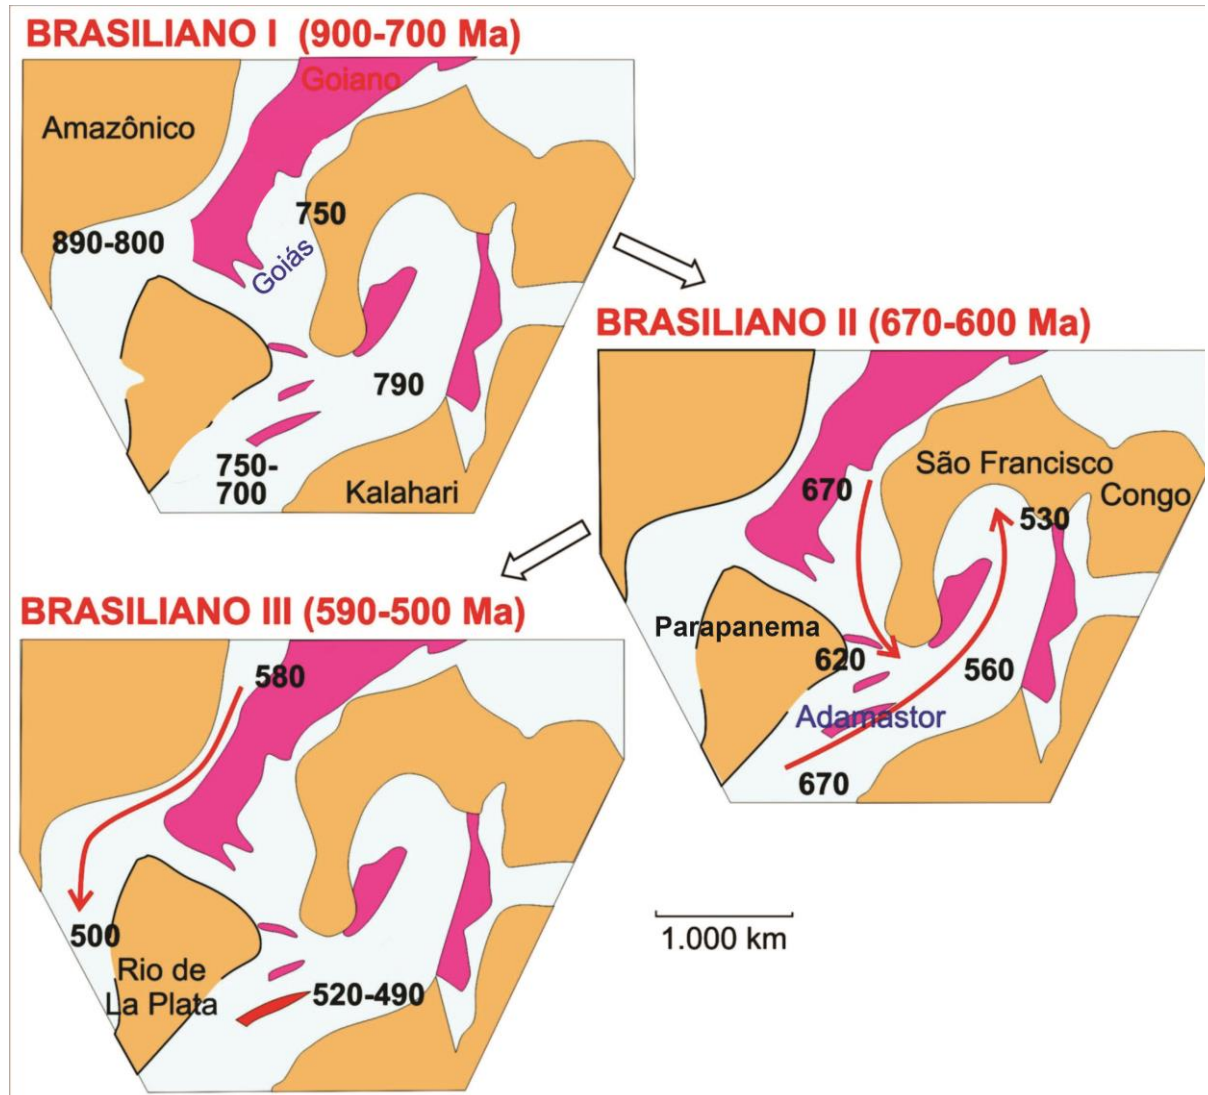 BRASILIANO I (900-700 Ma)
Goiano
Amazônico
750
890-800
Goiás
790
750-
700
Kalahari
BRASILIANO II (670-600 Ma)
São Francisco
670
Congo
530
Parapanema
620
560
Adamastor
670
BRASILIANO III (590-500 Ma)
580
500
Rio de
La Plata
520-490
1.000 km